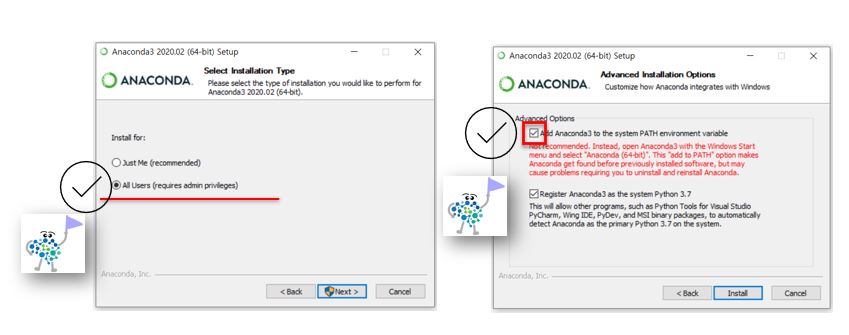 Anaconda3 2020.02 (64-bit) Setup
ANACONDA.
Select Installation Type
Please select the type of installation you would like to perform for
Anaconda3 2020.02 (64-bit).
Install for:
Just Me (recommended)
All Users (requires admin privileges)
Anaconda, Inc.
< Back
Next >
Cancel
Anaconda3 2020.02 (64-bit) Setup
ANACONDA.
Advanced Installation Options
Customize how Anaconda integrates with Windows
Advanced Options
Add Anaconda3 to the system PATH environment variable
Not recommended. Instead, open Anaconda3 with the Windows Start
menu and select "Anaconda (64-bit)". This "add to PATH" option makes
Anaconda get found before previously installed software, but may
cause problems requiring you to uninstall and reinstall Anaconda.
Register Anaconda3 as the system Python 3.7
This will allow other programs, such as Python Tools for Visual Studio
PyCharm, Wing IDE, PyDev, and MSI binary packages, to automatically
detect Anaconda as the primary Python 3.7 on the system.
Anaconda, Inc.
< Back
Install
Cancel